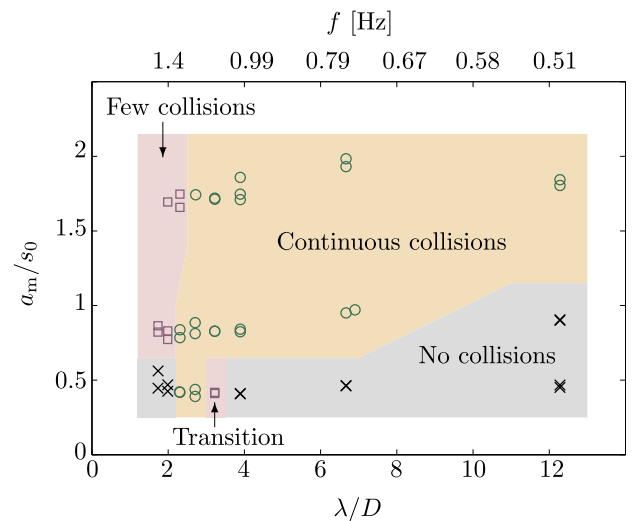 f [Hz]
1.4 0.99 0.79 0.67 0.58 0.51
Few collisions
2
1.5
1
0.5
0
a_m/s_0
Continuous collisions
No collisions
Transition
0 2 4 6 8 10 12
λ/D